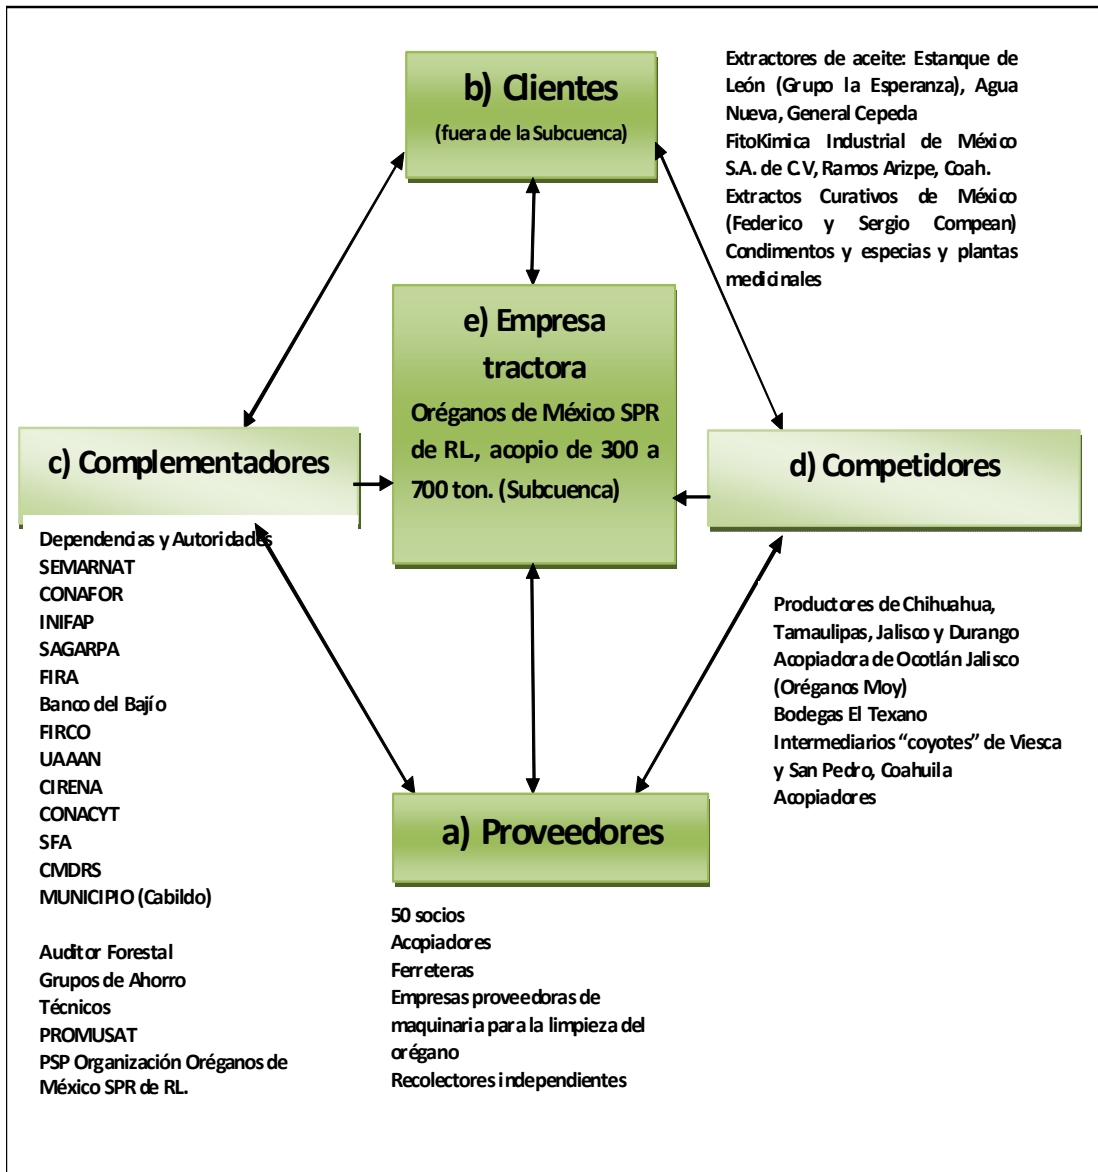 b) Clientes
(fuera de la Subcuenca)
Extractores de aceite: Estanque de
León (Grupo la Esperanza), Agua
Nueva, General Cepeda
FitoKimica Industrial de México
S.A. de C.V, Ramos Arizpe, Coah.
Extractos Curativos de México
(Federico y Sergio Compean)
Condimentos y especias y plantas
medicinales
e) Empresa
tractora
Oréganos de México SPR
de RL., acopio de 300 a
700 ton. (Subcuenca)
c) Complementadores
Dependencias y Autoridades
SEMARNAT
CONAFOR
INIFAP
SAGARPA
FIRA
Banco del Bajío
FIRCO
UAAAN
CIRENA
CONACYT
SFA
CMDRS
MUNICIPIO (Cabildo)
Auditor Forestal
Grupos de Ahorro
Técnicos
PROMUSAT
PSP Organización Oréganos de
México SPR de RL.
d) Competidores
Productores de Chihuahua,
Tamaulipas, Jalisco y Durango
Acopiadora de Ocotlán Jalisco
(Oréganos Moy)
Bodegas El Texano
Intermediarios “coyotes” de Viesca
y San Pedro, Coahuila
Acopiadores
a) Proveedores
50 socios
Acopiadores
Ferreteras
Empresas proveedoras de
maquinaria para la limpieza del
orégano
Recolectores independientes